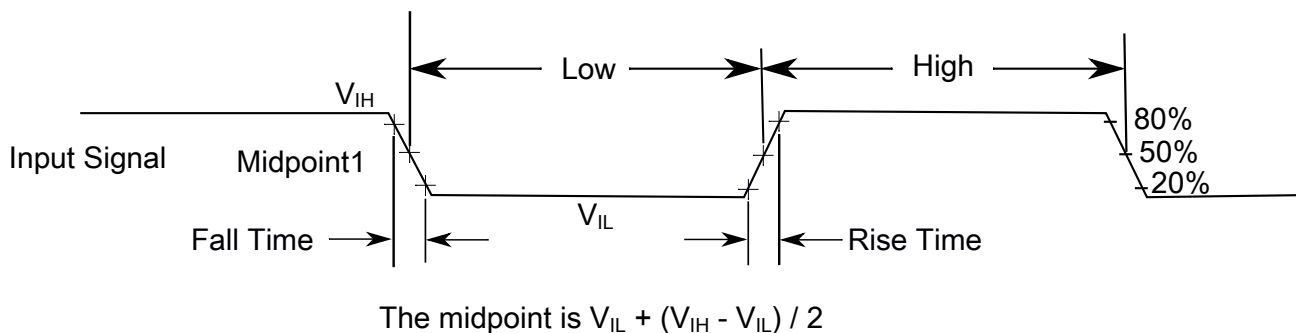 Low
High
VIH
80%
Input Signal
Midpoint1
50%
20%
VIL
Fall Time
Rise Time
The midpoint is VIL + (VIH - VIL) / 2